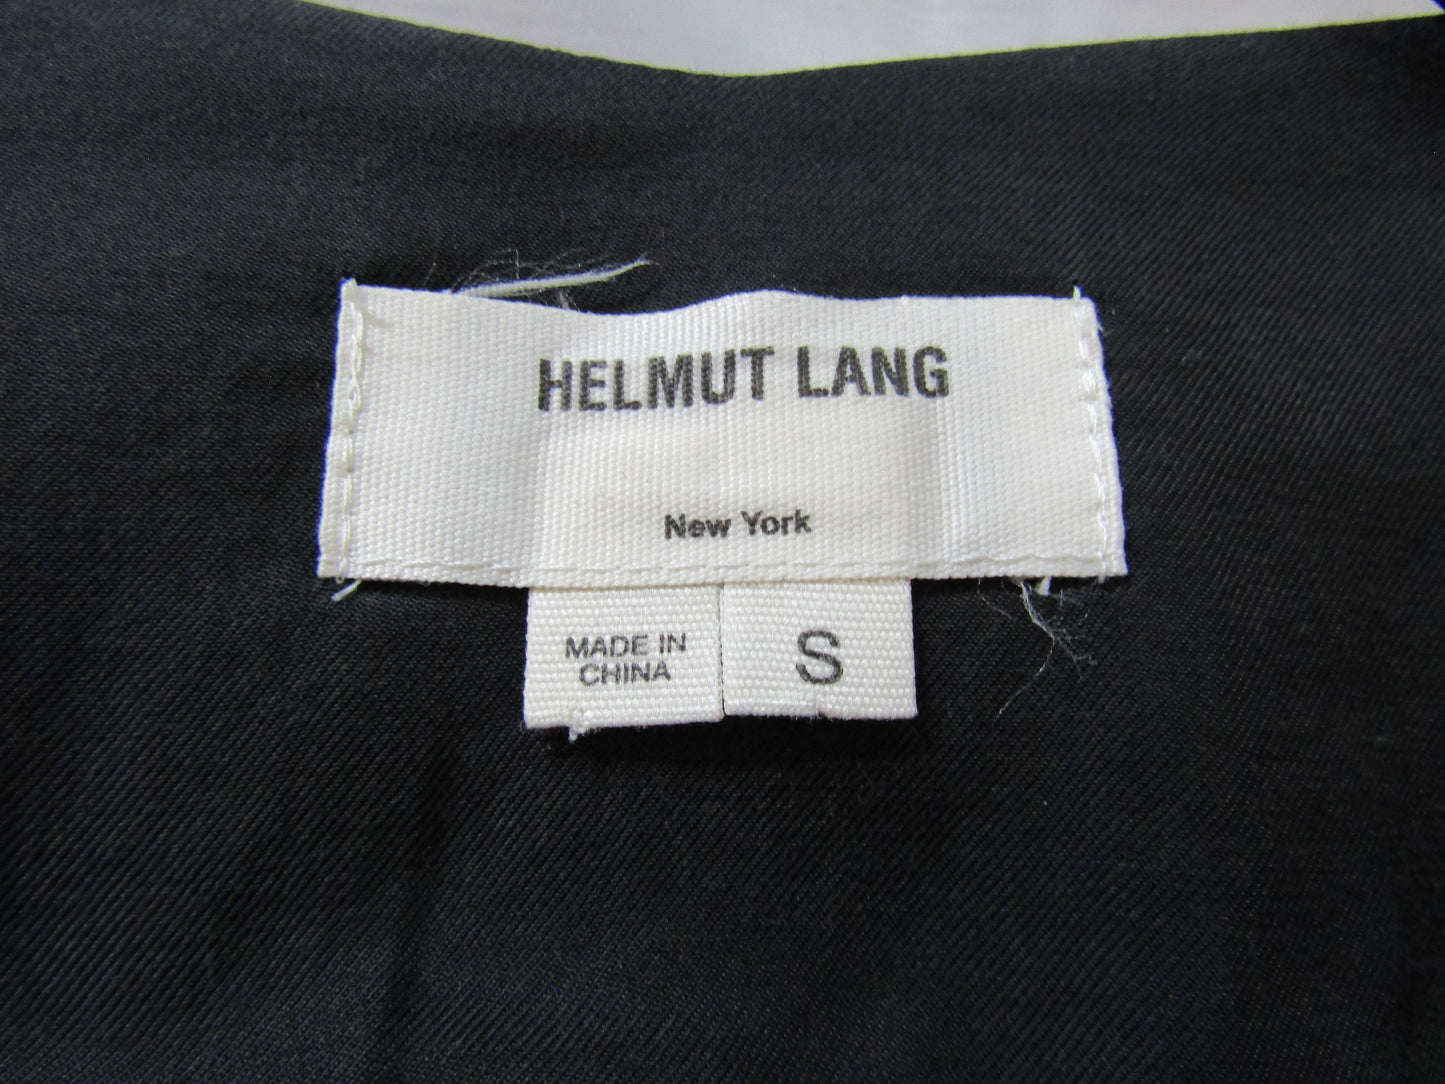 HELMUT LANG
New York
MADE IN
CHINA
S